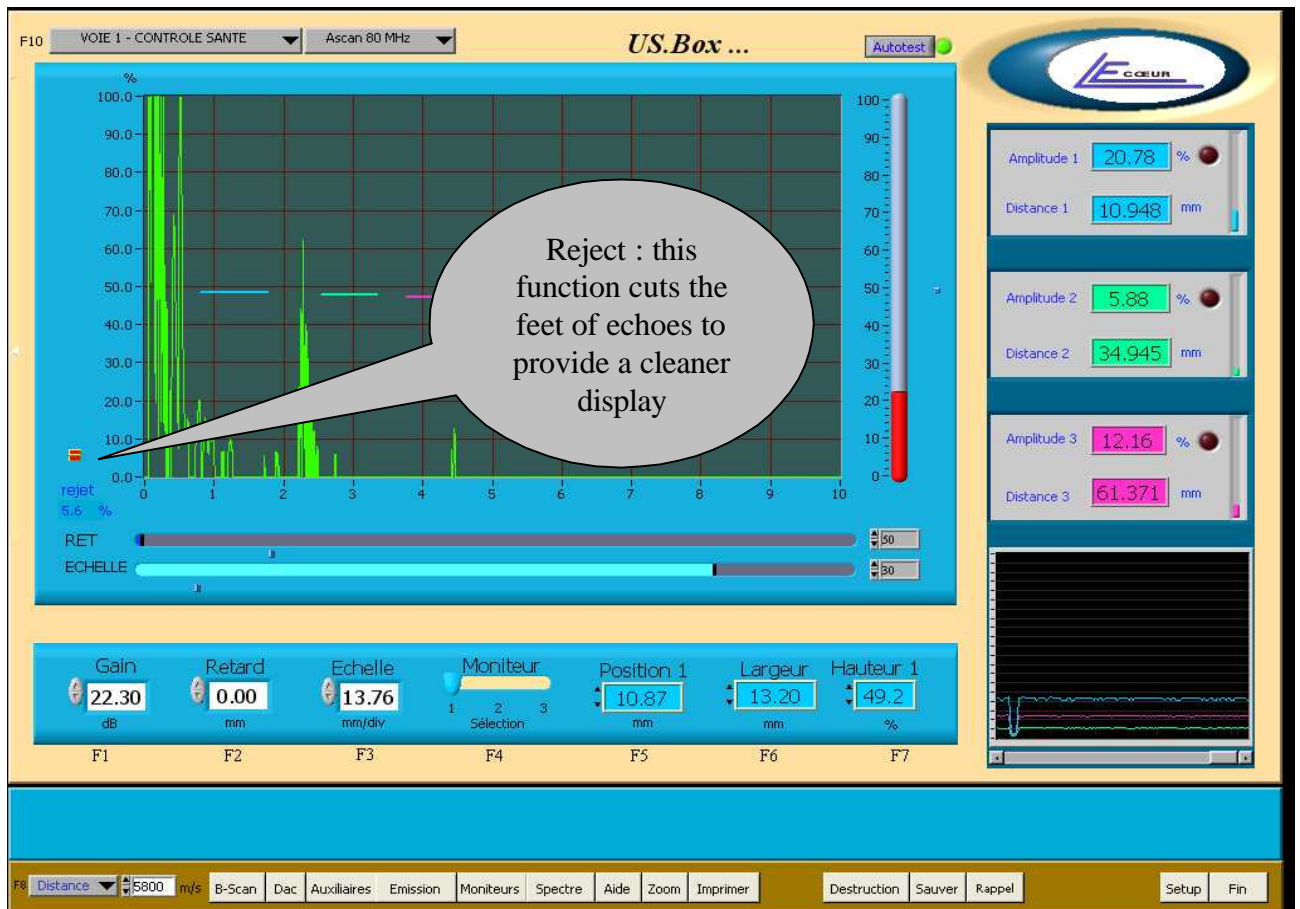 F10 VOIE 1 - CONTROLE SANTE Ascan 80 MHz US.Box ... Autotest
LE CŒUR
%
100.0
90.0
80.0
70.0
60.0
50.0
40.0
30.0
20.0
10.0
0.0
0 1 2 3 4 5 6 7 8 9 10
100
90
80
70
60
50
40
30
20
10
0
Reject : this
function cuts the
feet of echoes to
provide a cleaner
display
rejet
5.6 %
RET 50
ECHELLE 30
Amplitude 1 20.78 %
Distance 1 10.948 mm
Amplitude 2 5.88 %
Distance 2 34.945 mm
Amplitude 3 12.16 %
Distance 3 61.371 mm
Gain Retard Echelle Moniteur Position 1 Largeur Hauteur 1
22.30 0.00 13.76 1 2 3 10.87 13.20 49.2
dB mm mm/div Sélection mm mm %
F1 F2 F3 F4 F5 F6 F7
F8 Distance 5800 m/s B-Scan Dac Auxiliaires Emission Moniteurs Spectre Aide Zoom Imprimer Destruction Sauver Rappel Setup Fin